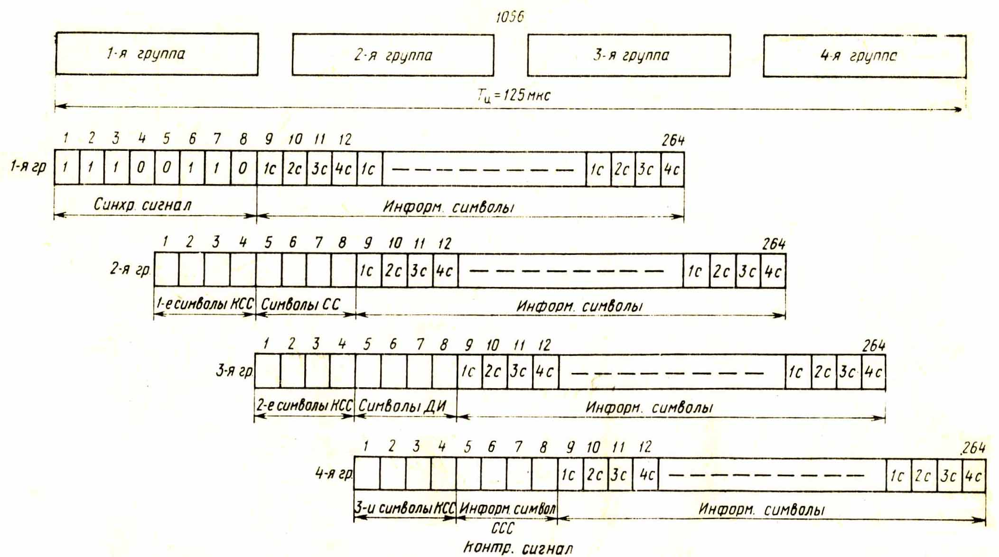 1056
1-я группа 2-я группа 3-я группа 4-я группа
Тц = 125 мкс
1 2 3 4 5 6 7 8 9 10 11 12 264
1-я гр 1 1 1 0 0 1 1 0 1с 2с 3с 4с 1с 1с 2с 3с 4с
Синхр. сигнал Информ. символы
1 2 3 4 5 6 7 8 9 10 11 12 264
2-я гр. 1с 2с 3с 4с 1с 2с 3с 4с
1-е символы КСС Символы СС Информ. символы
1 2 3 4 5 6 7 8 9 10 11 12 264
3-я гр. 1с 2с 3с 4с 1с 2с 3с 4с
2-е символы КСС Символы ДИ Информ. символы
1 2 3 4 5 6 7 8 9 10 11 12 264
4-я гр. 1с 2с 3с 4с 1с 2с 3с 4с
3-и символы КСС Информ. символ Информ. символы
ССС
Контр. сигнал